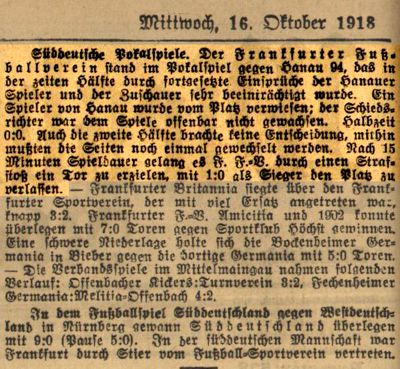 Mittwoch, 16. Oktober 1918
Süddeutsche Pokalspiele. Der Frankfurter Fuß-
ballverein stand im Pokalspiel gegen Hanau 94, das in
der zeiten Hälfte durch fortgesetzte Einsprüche der Hanauer
Spieler und der Zuschauer sehr beeinträchtigt wurde. Ein
Spieler von Hanau wurde vom Platz verwiesen; der Schieds-
richter war dem Spiele offenbar nicht gewachsen. Halbzeit
0:0. Auch die zweite Hälfte brachte keine Entscheidung, mithin
mußten die Seiten noch einmal gewechselt werden. Nach 15
Minuten Spieldauer gelang es F. F.-V. durch einen Straf-
stoß ein Tor zu erzielen, mit 1:0 als Sieger den Platz zu
verlassen. — Frankfurter Britannia siegte über den Frank-
furter Sportverein, der mit viel Ersatz angetreten war,
knapp 3:2. Frankfurter F.-V. Amicitia und 1902 konnte
überlegen mit 7:0 Toren gegen Sportklub Höchst gewinnen.
Eine schwere Niederlage holte sich die Bockenheimer Ger-
mania in Bieber gegen die dortige Germania mit 5:0 Toren.
— Die Verbandsspiele im Mittelmaingau nahmen folgenden
Verlauf: Offenbacher Kickers:Turnverein 3:2, Fechenheimer
Germania:Melitia-Offenbach 4:2.
In dem Fußballspiel Süddeutschland gegen Westdeutsch-
land in Nürnberg gewann Süddeutschland überlegen
mit 9:0 (Pause 5:0). In der süddeutschen Mannschaft war
Frankfurt durch Stier vom Fußball-Sportverein vertreten.